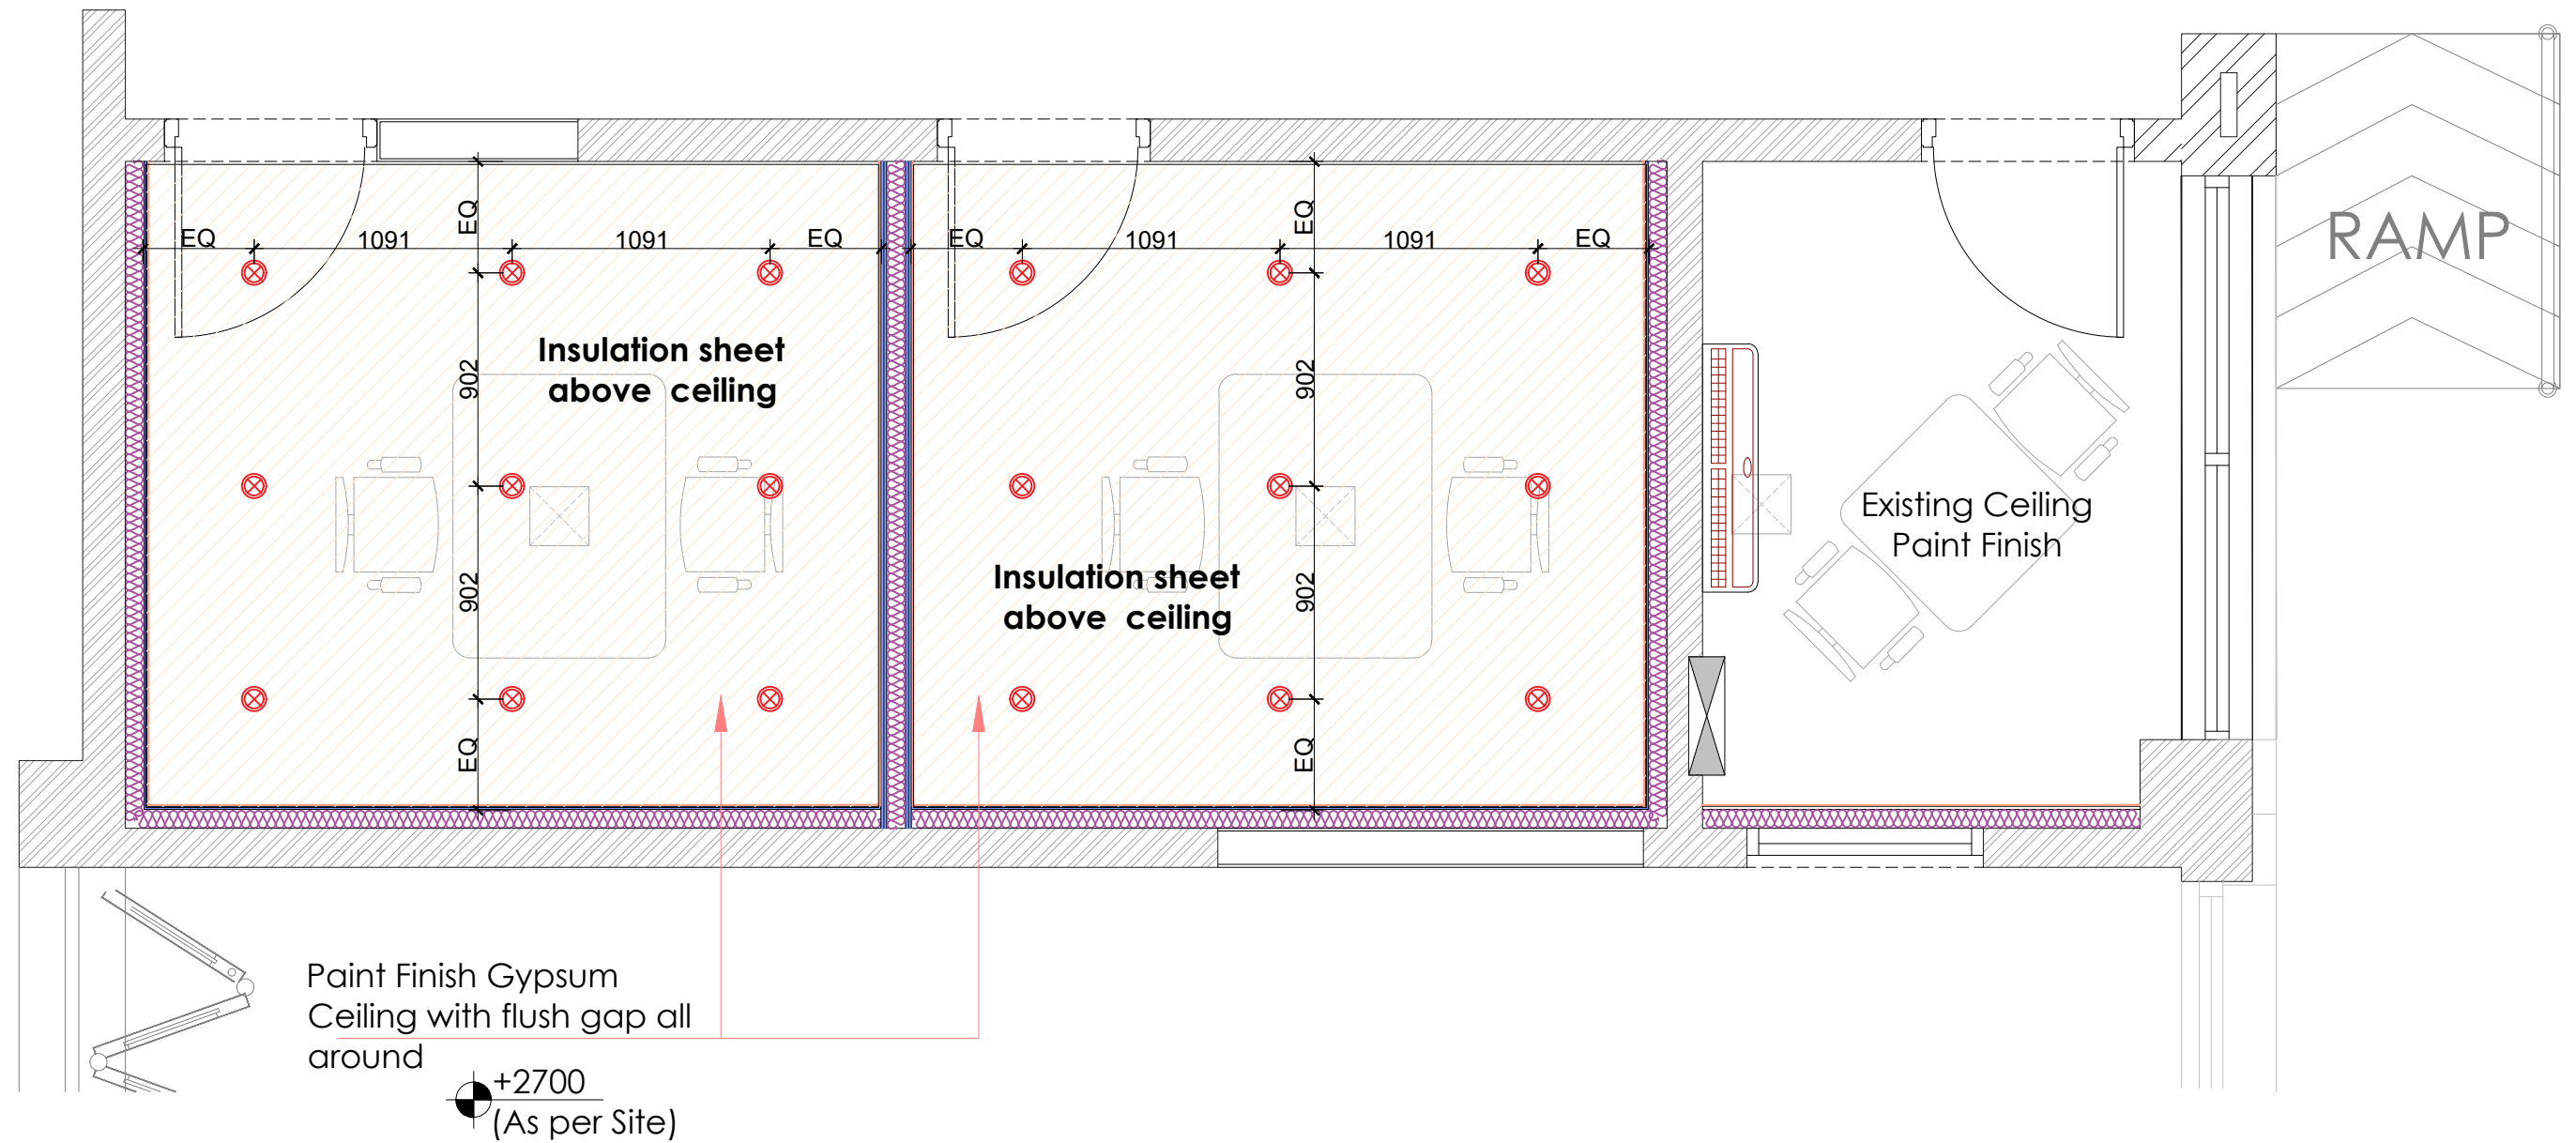 EQ
1091
EQ
1091
EQ
EQ
1091
EQ
1091
EQ
RAMP
Insulation sheet
above ceiling
902
902
Existing Ceiling
Paint Finish
Insulation sheet
above ceiling
902
902
EQ
EQ
Paint Finish Gypsum
Ceiling with flush gap all
around
+2700
(As per Site)